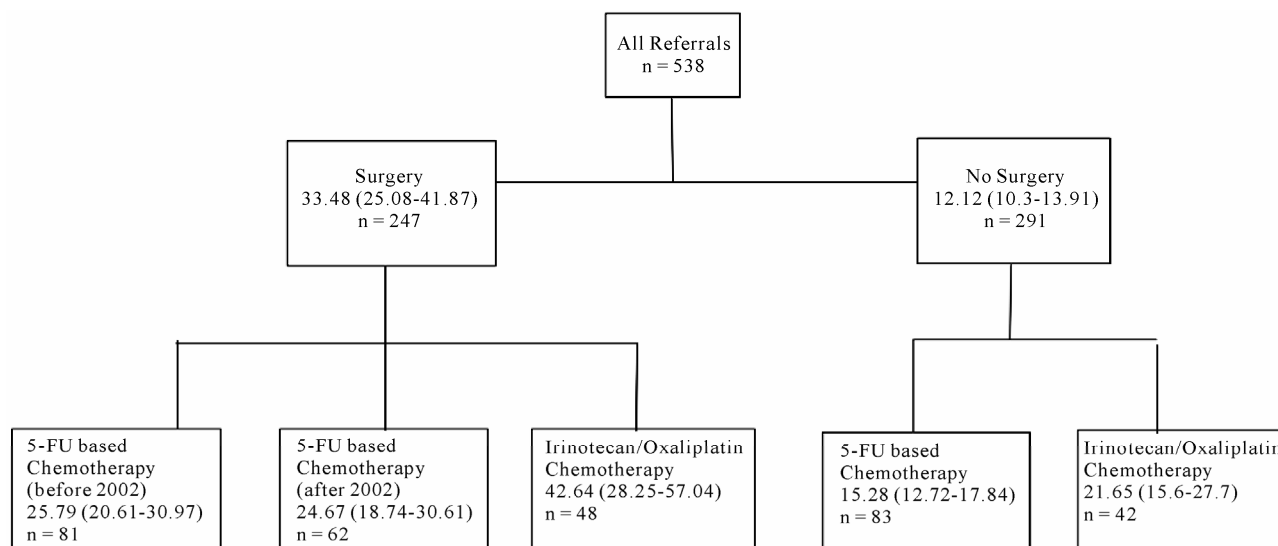 All Referrals
n = 538
Surgery
33.48 (25.08-41.87)
n = 247
No Surgery
12.12 (10.3-13.91)
n = 291
5-FU based
Chemotherapy
(before 2002)
25.79 (20.61-30.97)
n = 81
5-FU based
Chemotherapy
(after 2002)
24.67 (18.74-30.61)
n = 62
Irinotecan/Oxaliplatin
Chemotherapy
42.64 (28.25-57.04)
n = 48
5-FU based
Chemotherapy
15.28 (12.72-17.84)
n = 83
Irinotecan/Oxaliplatin
Chemotherapy
21.65 (15.6-27.7)
n = 42